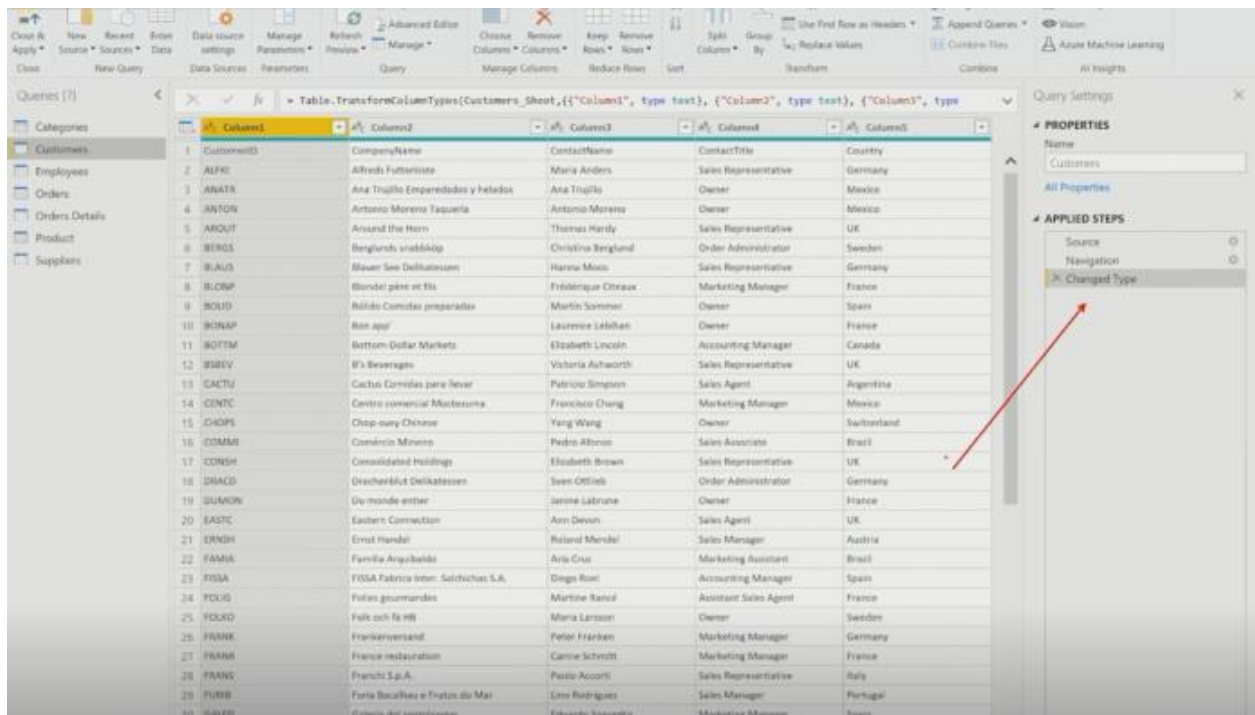 Close & Apply New Source Recent Sources Enter Data Data source settings Manage Parameters Refresh Preview Advanced Editor Manage Choose Columns Remove Columns Keep Rows Remove Rows Split Column Group By Use First Row as Headers Replace Values Append Queries Combine Files Vision Azure Machine Learning
Close New Query Data Sources Parameters Query Manage Columns Reduce Rows Sort Transform Combine AI Insights
Queries [7]
= Table.TransformColumnTypes(Customers_Sheet,{{"Column1", type text}, {"Column2", type text}, {"Column3", type
Categories
Customers
Employees
Orders
Orders Details
Product
Suppliers
Column1 Column2 Column3 Column4 Column5
1 CustomerID CompanyName ContactName ContactTitle Country
2 ALFKI Alfreds Futterkiste Maria Anders Sales Representative Germany
3 ANATR Ana Trujillo Emparedados y helados Ana Trujillo Owner Mexico
4 ANTON Antonio Moreno Taquería Antonio Moreno Owner Mexico
5 AROUT Around the Horn Thomas Hardy Sales Representative UK
6 BERGS Berglunds snabbköp Christina Berglund Order Administrator Sweden
7 BLAUS Blauer See Delikatessen Hanna Moos Sales Representative Germany
8 BLONP Blondel père et fils Frédérique Citeaux Marketing Manager France
9 BOLID Bólido Comidas preparadas Martín Sommer Owner Spain
10 BONAP Bon app' Laurence Lebihan Owner France
11 BOTTM Bottom-Dollar Markets Elizabeth Lincoln Accounting Manager Canada
12 BSBEV B's Beverages Victoria Ashworth Sales Representative UK
13 CACTU Cactus Comidas para llevar Patricio Simpson Sales Agent Argentina
14 CENTC Centro comercial Moctezuma Francisco Chang Marketing Manager Mexico
15 CHOPS Chop-suey Chinese Yang Wang Owner Switzerland
16 COMMI Comércio Mineiro Pedro Afonso Sales Associate Brazil
17 CONSH Consolidated Holdings Elizabeth Brown Sales Representative UK
18 DRACD Drachenblut Delikatessen Sven Ottlieb Order Administrator Germany
19 DUMON Du monde entier Janine Labrune Owner France
20 EASTC Eastern Connection Ann Devon Sales Agent UK
21 ERNSH Ernst Handel Roland Mendel Sales Manager Austria
22 FAMIA Familia Arquibaldo Aria Cruz Marketing Assistant Brazil
23 FISSA FISSA Fabrica Inter. Salchichas S.A. Diego Roel Accounting Manager Spain
24 FOLIG Folies gourmandes Martine Rancé Assistant Sales Agent France
25 FOLKO Folk och fä HB Maria Larsson Owner Sweden
26 FRANK Frankenversand Peter Franken Marketing Manager Germany
27 FRANR France restauration Carine Schmitt Marketing Manager France
28 FRANS Franchi S.p.A. Paolo Accorti Sales Representative Italy
29 FURIB Furia Bacalhau e Frutos do Mar Lino Rodriguez Sales Manager Portugal
Query Settings
PROPERTIES
Name
Customers
All Properties
APPLIED STEPS
Source
Navigation
Changed Type